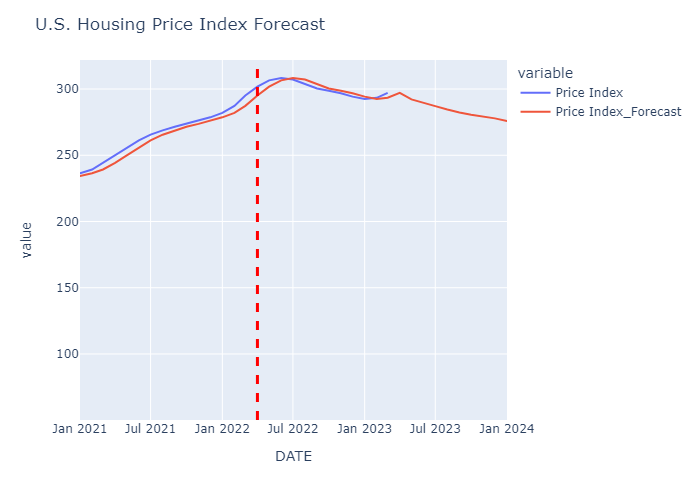 U.S. Housing Price Index Forecast
variable
Price Index
Price Index_Forecast
300
250
200
150
100
value
Jan 2021
Jul 2021
Jan 2022
Jul 2022
Jan 2023
Jul 2023
Jan 2024
DATE